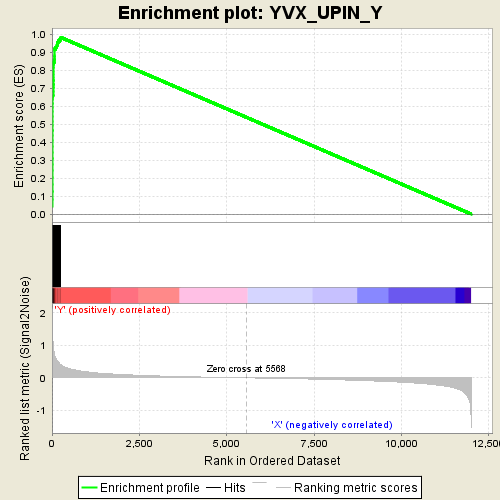 Enrichment plot: YVX_UPIN_Y
Enrichment score (ES)
1.0
0.9
0.8
0.7
0.6
0.5
0.4
0.3
0.2
0.1
0.0
Ranked list metric (Signal2Noise)
'Y' (positively correlated)
2
1
0
-1
Zero cross at 5568
'X' (negatively correlated)
0 2,500 5,000 7,500 10,000 12,500
Rank in Ordered Dataset
Enrichment profile Hits Ranking metric scores